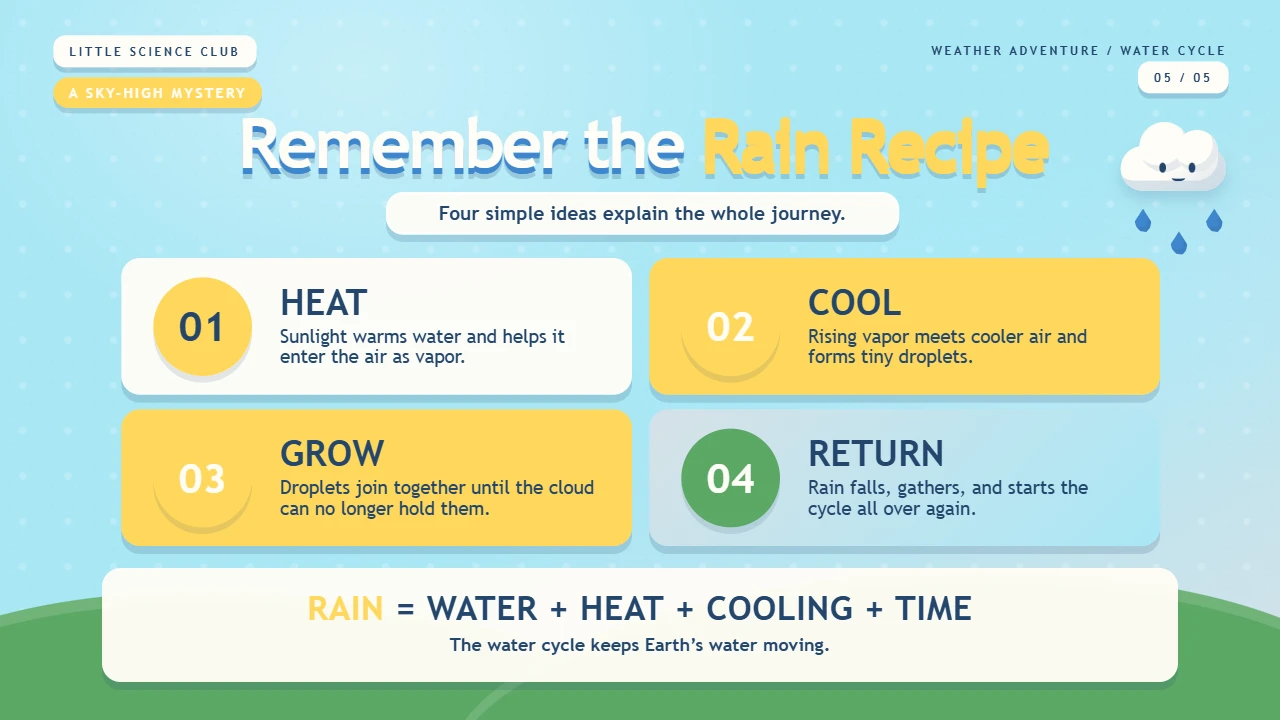 LITTLE SCIENCE CLUB
A SKY-HIGH MYSTERY
WEATHER ADVENTURE / WATER CYCLE
05 / 05
Remember the Rain Recipe
Four simple ideas explain the whole journey.
01
HEAT
Sunlight warms water and helps it
enter the air as vapor.
02
COOL
Rising vapor meets cooler air and
forms tiny droplets.
03
GROW
Droplets join together until the cloud
can no longer hold them.
04
RETURN
Rain falls, gathers, and starts the
cycle all over again.
RAIN = WATER + HEAT + COOLING + TIME
The water cycle keeps Earth’s water moving.